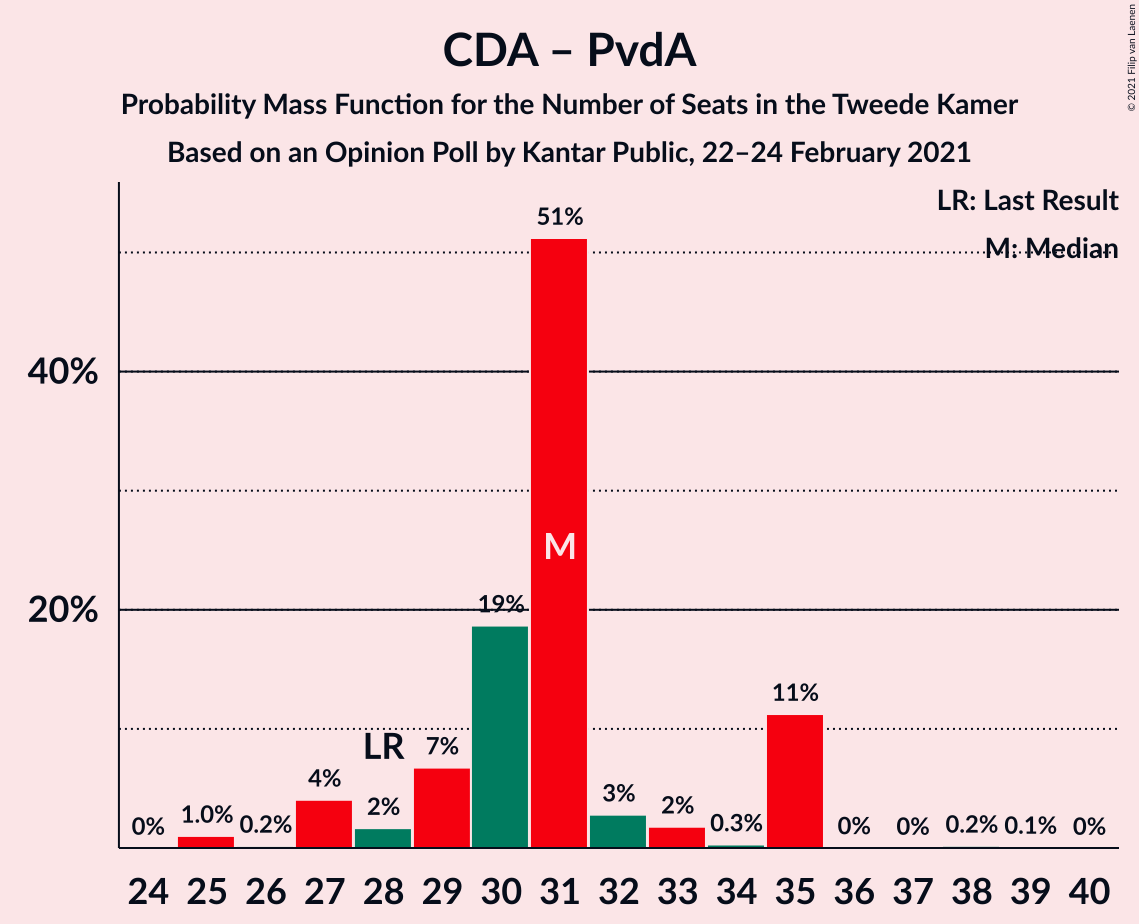 CDA – PvdA
Probability Mass Function for the Number of Seats in the Tweede Kamer
Based on an Opinion Poll by Kantar Public, 22–24 February 2021
© 2021 Filip van Laenen
LR: Last Result
M: Median
40%
20%
0%
1.0%
0.2%
4%
2%
LR
7%
19%
51%
M
3%
2%
0.3%
11%
0%
0%
0.2%
0.1%
0%
24 25 26 27 28 29 30 31 32 33 34 35 36 37 38 39 40